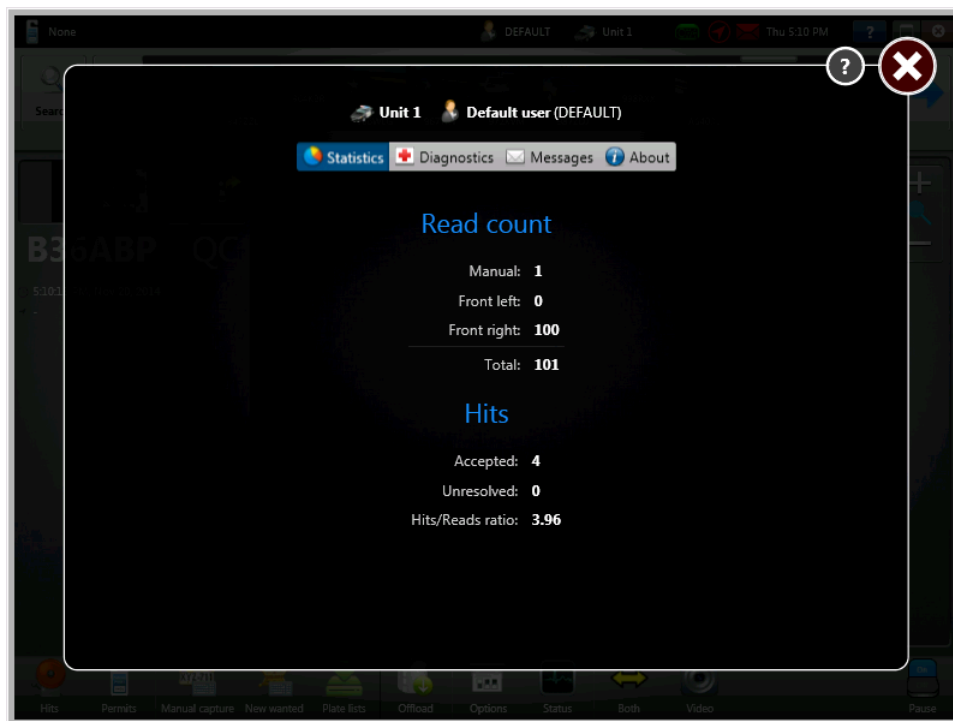 None DEFAULT Unit 1 Thu 5:10 PM ?
?
Unit 1 Default user (DEFAULT)
Statistics Diagnostics Messages About
Read count
Manual: 1
Front left: 0
Front right: 100
Total: 101
Hits
Accepted: 4
Unresolved: 0
Hits/Reads ratio: 3.96
B36ABP QC
Hits Permits Manual capture New wanted Plate lists Offload Options Status Both Video Pause